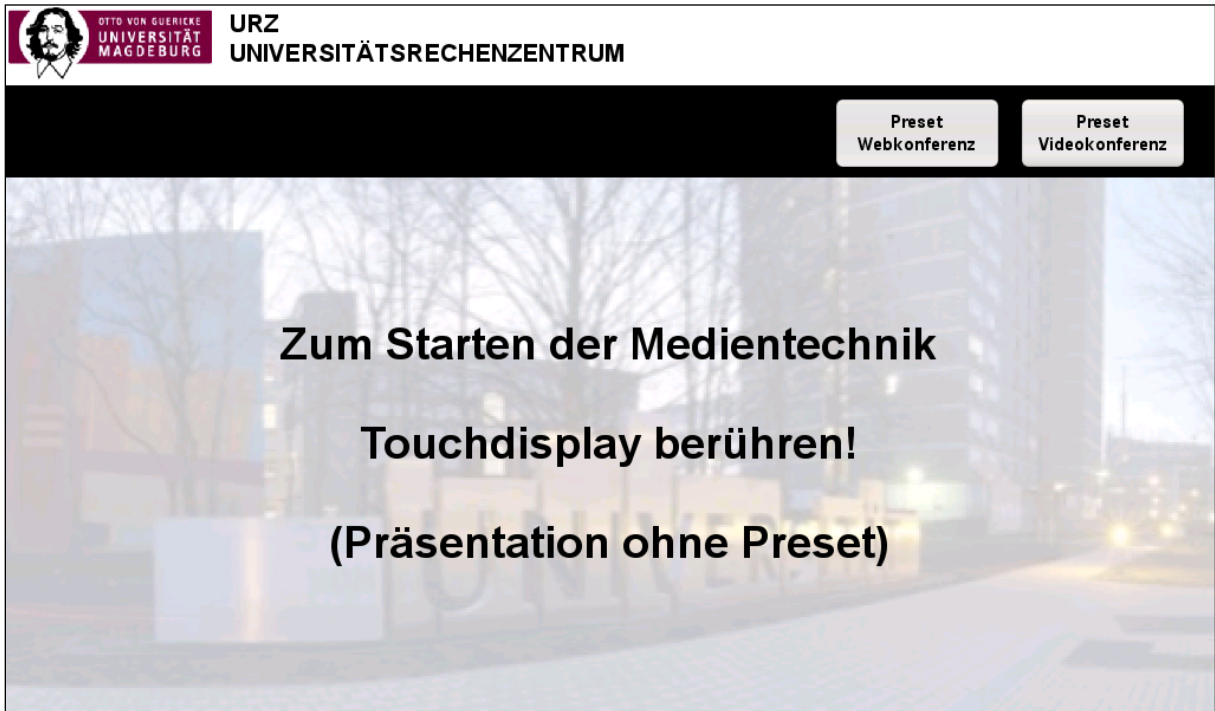 OTTO VON GUERICKE
UNIVERSITÄT
MAGDEBURG
URZ
UNIVERSITÄTSRECHENZENTRUM
Preset
Webkonferenz
Preset
Videokonferenz
Zum Starten der Medientechnik
Touchdisplay berühren!
(Präsentation ohne Preset)
UNIVERSITÄT